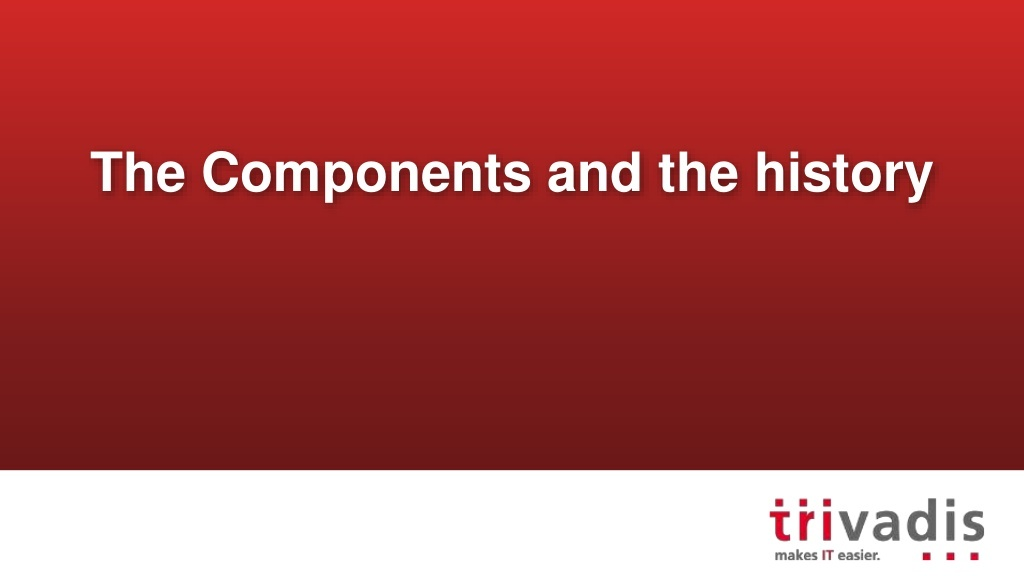 The Components and the history
trivadis
makes IT easier.